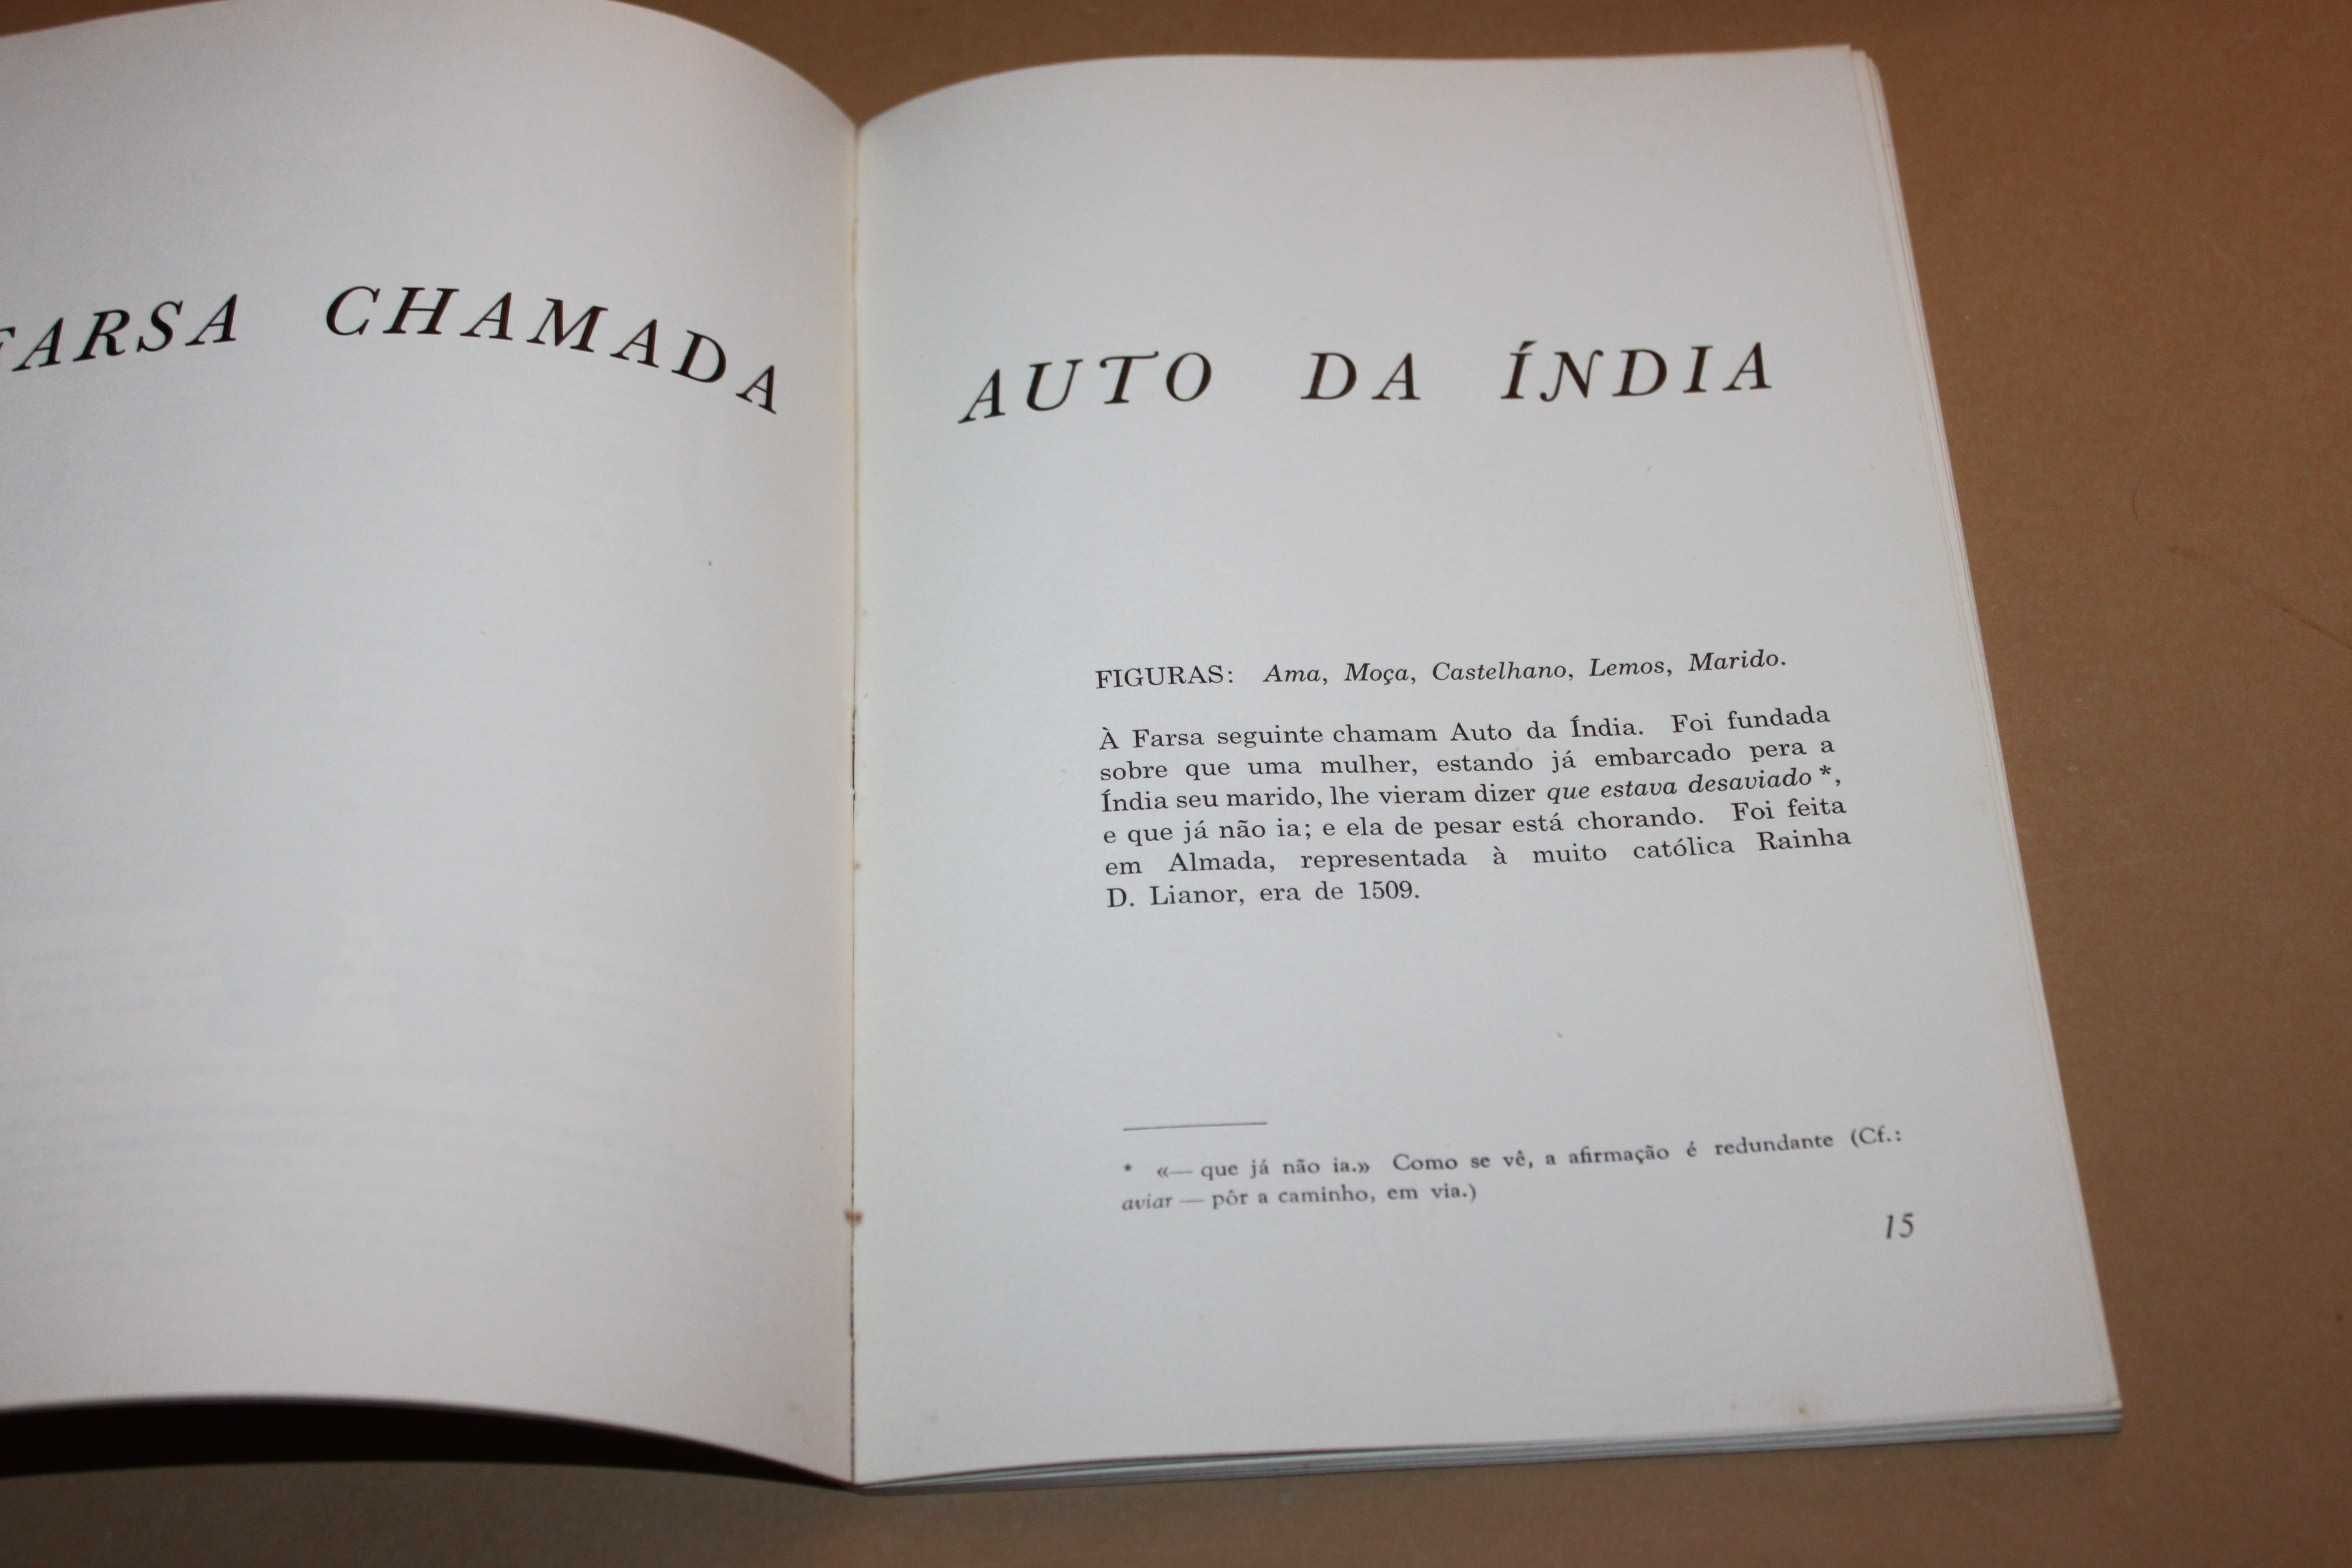 FARSA CHAMADA
AUTO DA ÍNDIA
FIGURAS: Ama, Moça, Castelhano, Lemos, Marido.
À Farsa seguinte chamam Auto da Índia. Foi fundada
sobre que uma mulher, estando já embarcado pera a
Índia seu marido, lhe vieram dizer que estava desaviado *,
e que já não ia; e ela de pesar está chorando. Foi feita
em Almada, representada à muito católica Rainha
D. Lianor, era de 1509.
* «— que já não ia.» Como se vê, a afirmação é redundante (Cf.:
aviar — pôr a caminho, em via.)
15